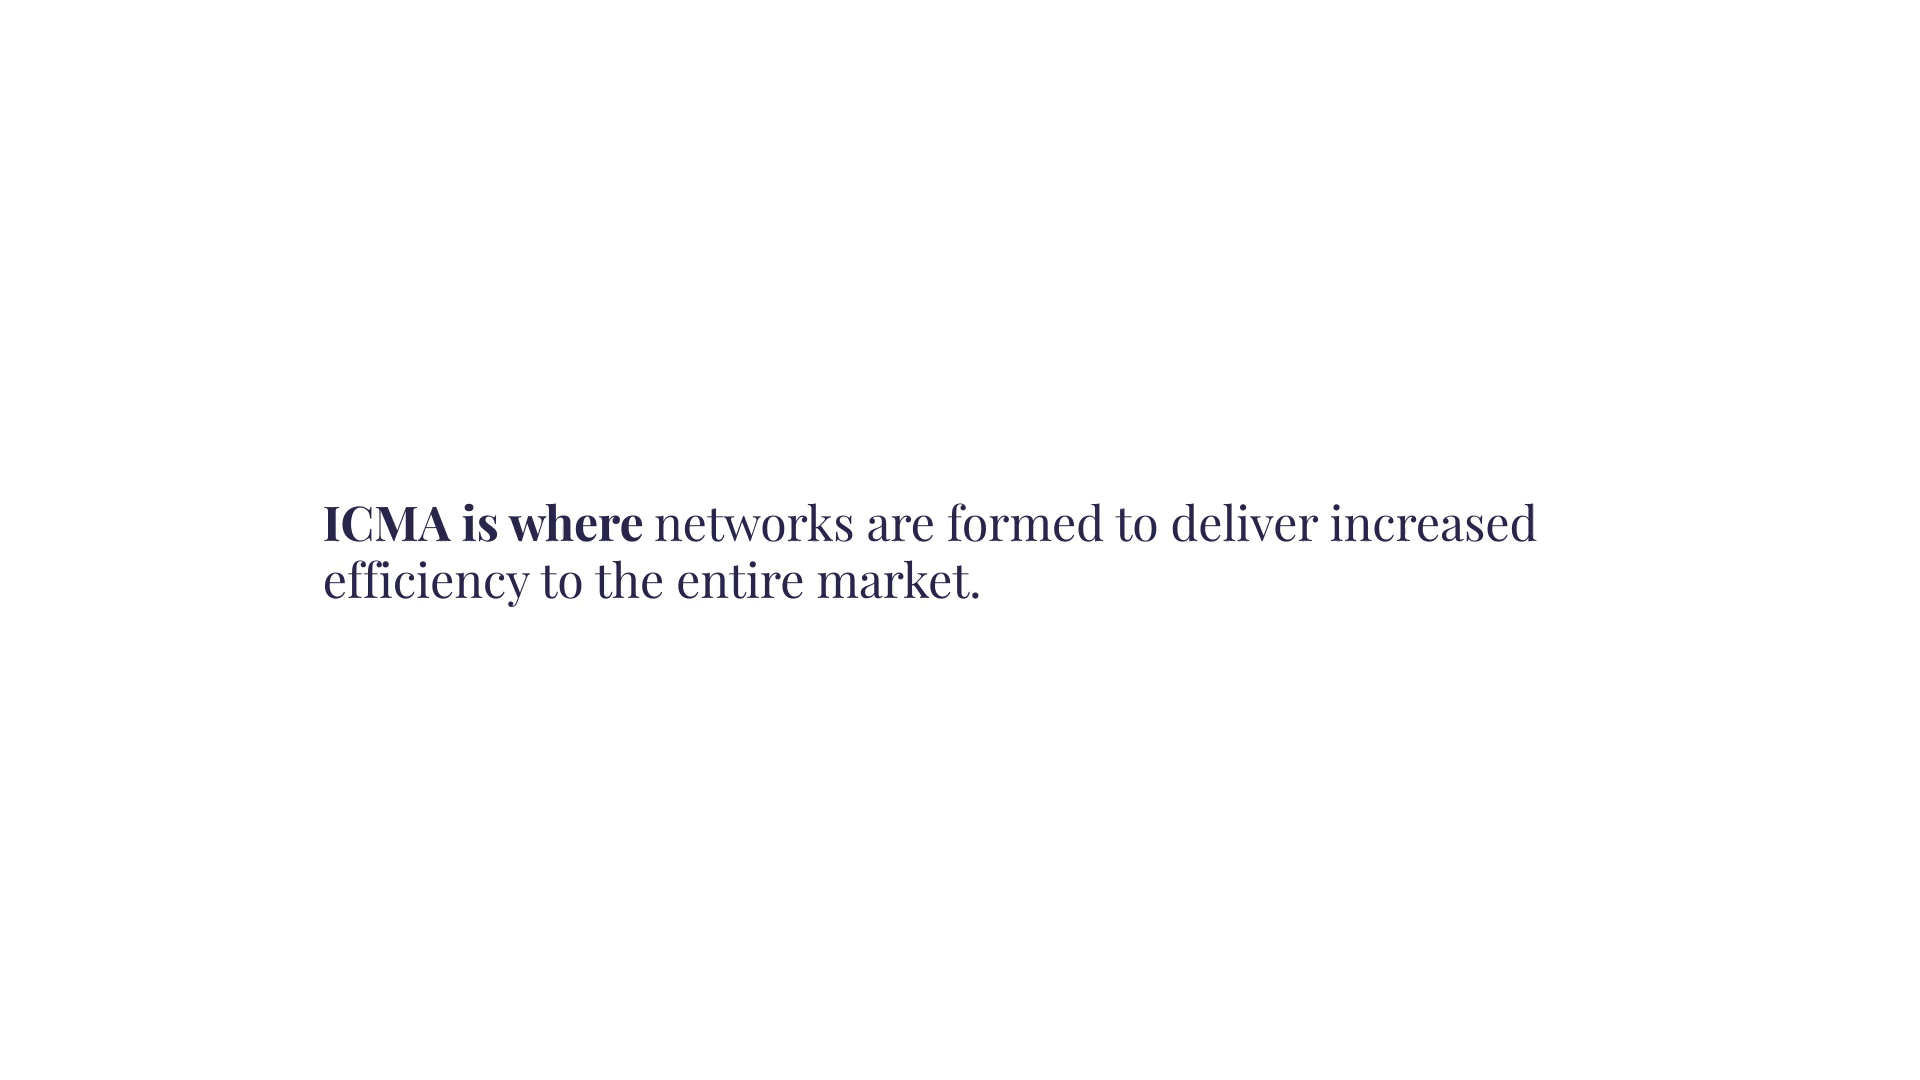 ICMA is where networks are formed to deliver increased
efficiency to the entire market.